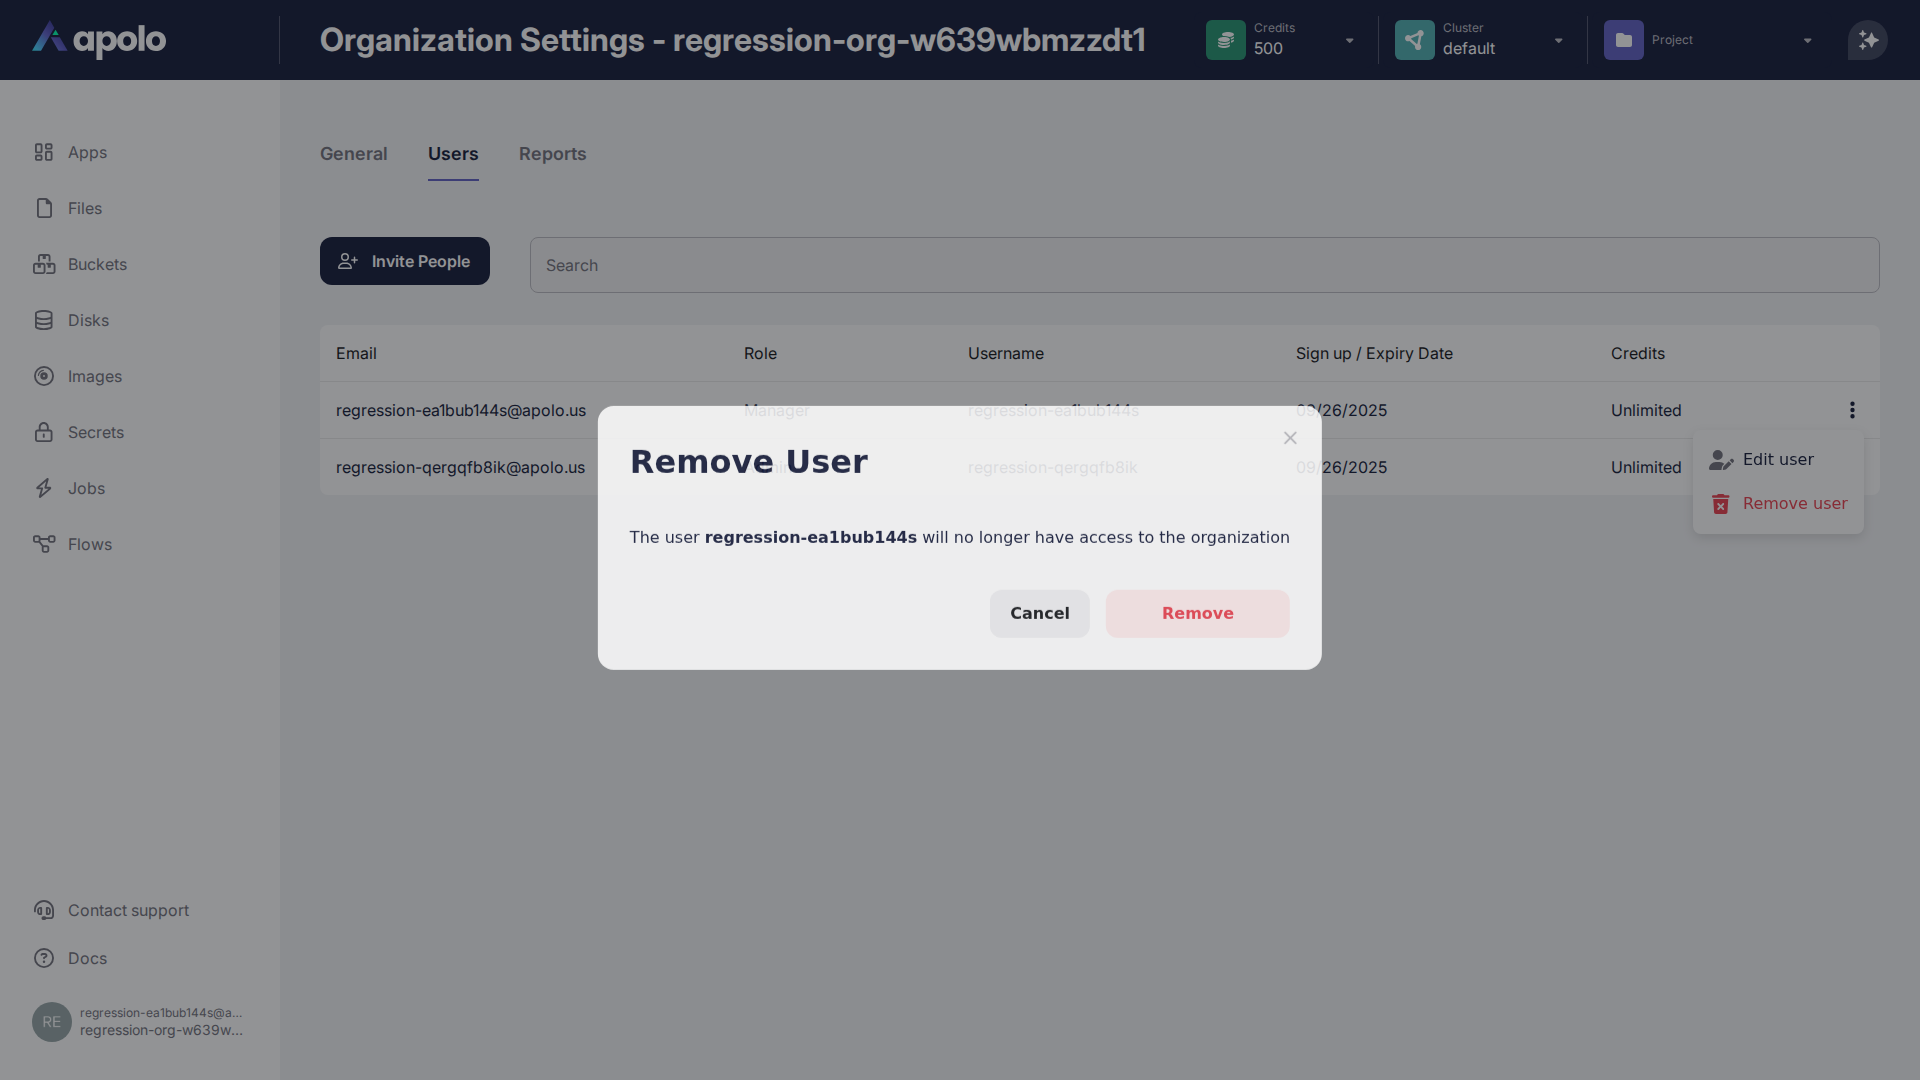 apolo
Organization Settings - regression-org-w639wbmzzdt1
Credits
500
Cluster
default
Project
Apps
Files
Buckets
Disks
Images
Secrets
Jobs
Flows
General Users Reports
Invite People
Search
Email Role Username Sign up / Expiry Date Credits
regression-ea1bub144s@apolo.us Manager regression-ea1bub144s 09/26/2025 Unlimited
regression-qergqfb8ik@apolo.us Admin regression-qergqfb8ik 09/26/2025 Unlimited
Edit user
Remove user
Remove User
The user regression-ea1bub144s will no longer have access to the organization
Cancel
Remove
Contact support
Docs
RE
regression-ea1bub144s@a...
regression-org-w639w...